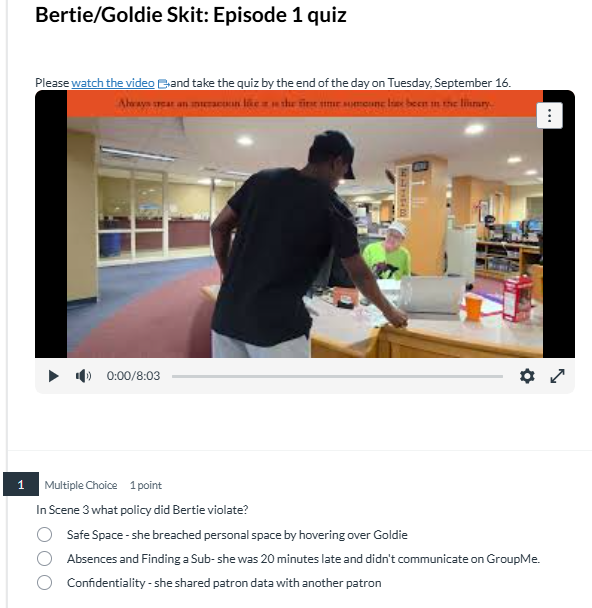 Bertie/Goldie Skit: Episode 1 quiz
Please watch the video and take the quiz by the end of the day on Tuesday, September 16.
Always treat an interaction like it is the first time someone has been in the library.
0:00/8:03
1 Multiple Choice 1 point
In Scene 3 what policy did Bertie violate?
Safe Space - she breached personal space by hovering over Goldie
Absences and Finding a Sub- she was 20 minutes late and didn't communicate on GroupMe.
Confidentiality - she shared patron data with another patron